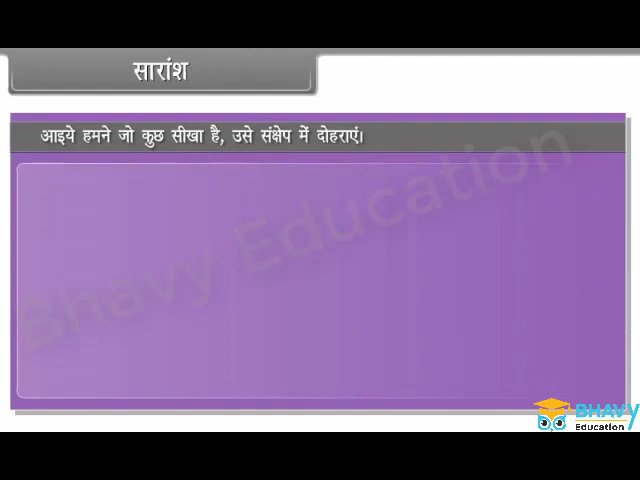 सारांश
आइये हमने जो कुछ सीखा है, उसे संक्षेप में दोहराएं।
Bhavy Education
BHAVY
Education